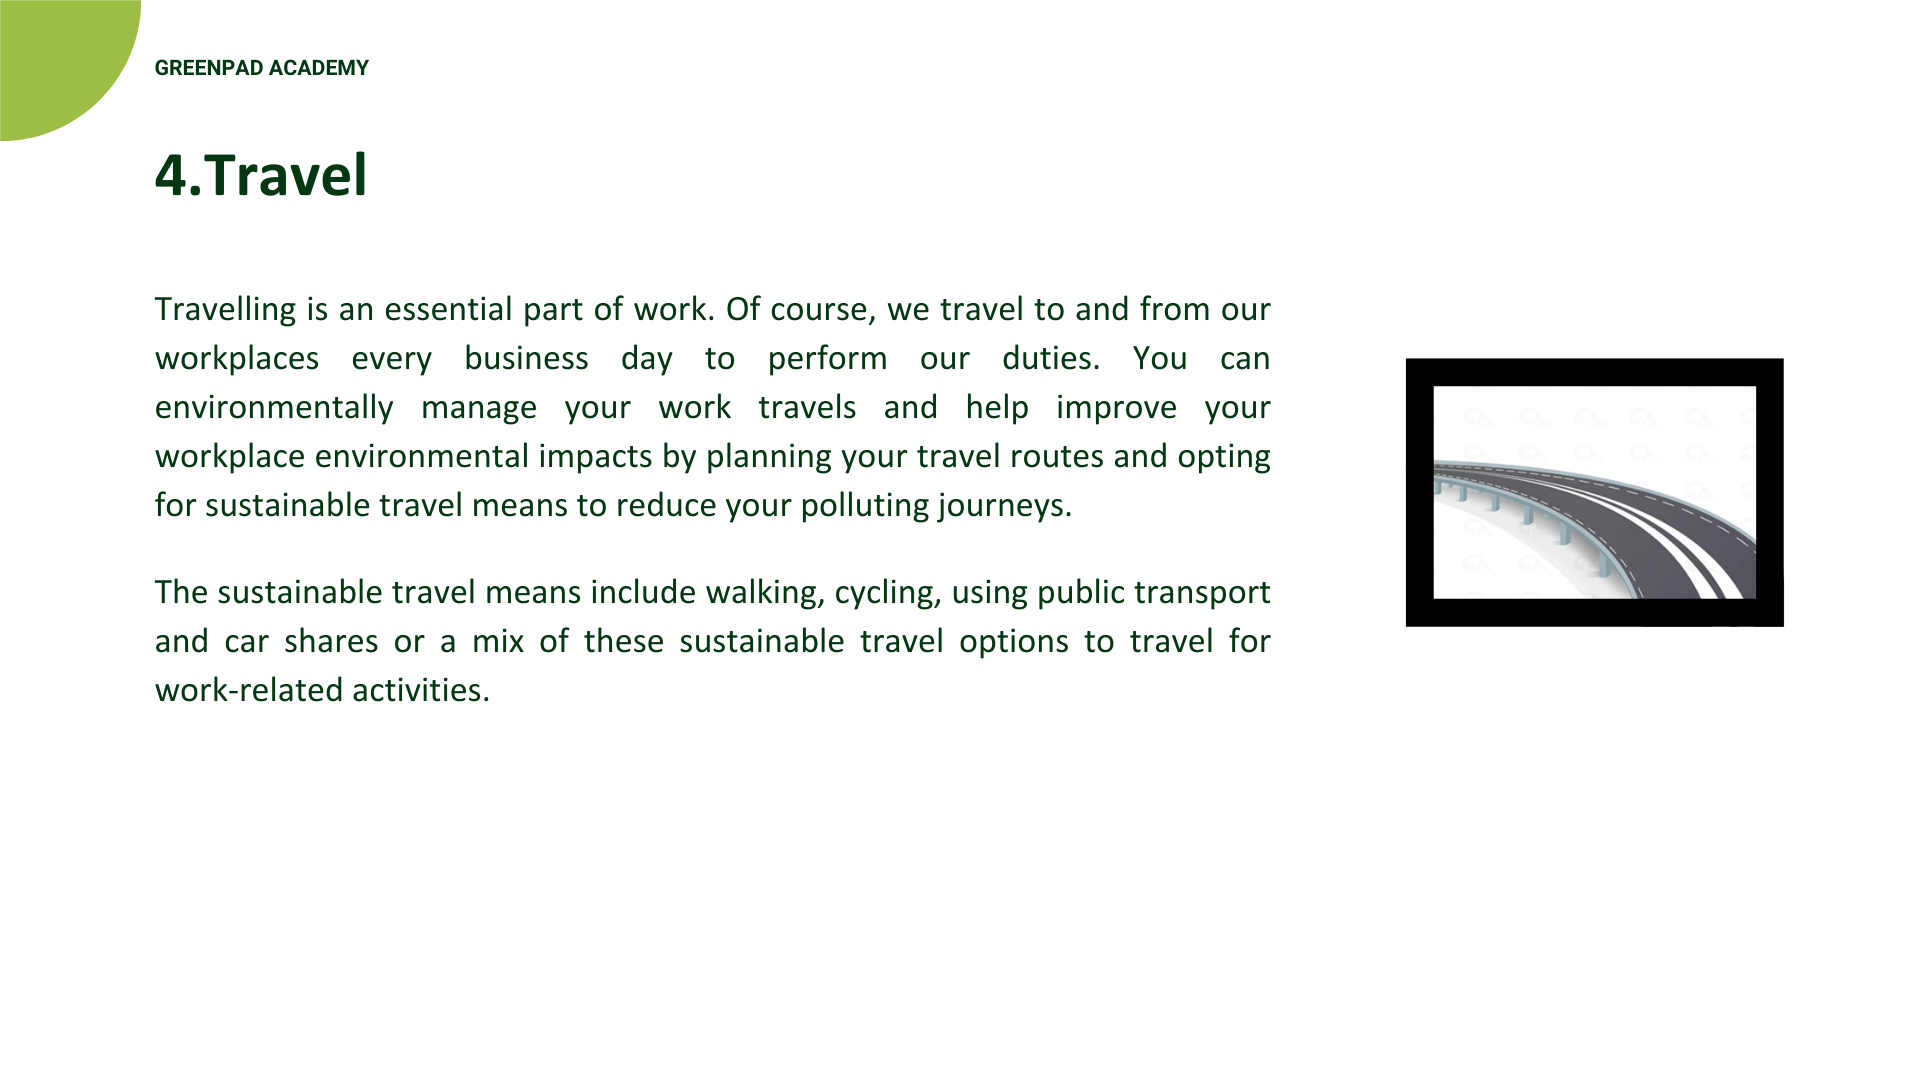 GREENPAD ACADEMY
4.Travel
Travelling is an essential part of work. Of course, we travel to and from our
workplaces every business day to perform our duties. You can
environmentally manage your work travels and help improve your
workplace environmental impacts by planning your travel routes and opting
for sustainable travel means to reduce your polluting journeys.
The sustainable travel means include walking, cycling, using public transport
and car shares or a mix of these sustainable travel options to travel for
work-related activities.